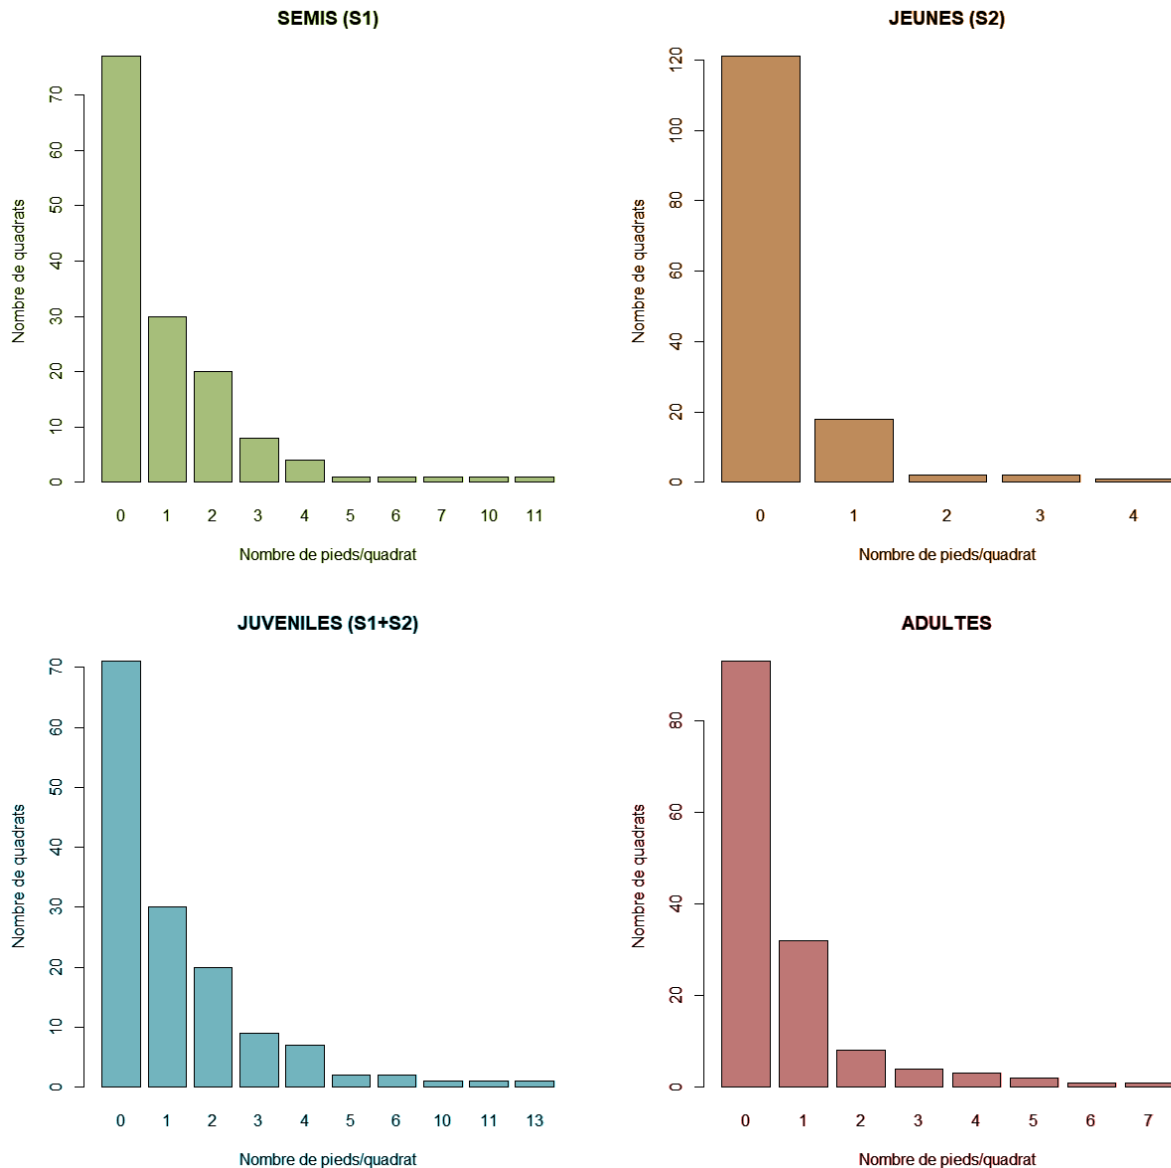 SEMIS (S1)
Nombre de quadrats
0 10 20 30 40 50 60 70
0 1 2 3 4 5 6 7 10 11
Nombre de pieds/quadrat
JEUNES (S2)
Nombre de quadrats
0 20 40 60 80 100 120
0 1 2 3 4
Nombre de pieds/quadrat
JUVENILES (S1+S2)
Nombre de quadrats
0 10 20 30 40 50 60 70
0 1 2 3 4 5 6 10 11 13
Nombre de pieds/quadrat
ADULTES
Nombre de quadrats
0 20 40 60 80
0 1 2 3 4 5 6 7
Nombre de pieds/quadrat